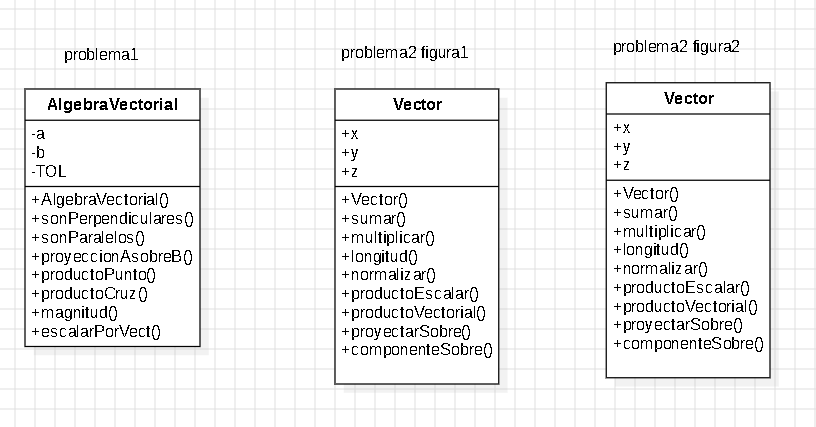 problema1
AlgebraVectorial
-a
-b
-TOL
+AlgebraVectorial()
+sonPerpendiculares()
+sonParalelos()
+proyeccionAsobreB()
+productoPunto()
+productoCruz()
+magnitud()
+escalarPorVect()
problema2 figura1
Vector
+x
+y
+z
+Vector()
+sumar()
+multiplicar()
+longitud()
+normalizar()
+productoEscalar()
+productoVectorial()
+proyectarSobre()
+componenteSobre()
problema2 figura2
Vector
+x
+y
+z
+Vector()
+sumar()
+multiplicar()
+longitud()
+normalizar()
+productoEscalar()
+productoVectorial()
+proyectarSobre()
+componenteSobre()